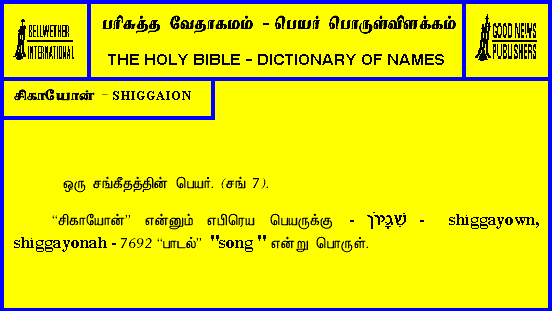 BELLWETHER
INTERNATIONAL
பரிசுத்த வேதாகமம் - பெயர் பொருள்விளக்கம்
THE HOLY BIBLE - DICTIONARY OF NAMES
GOOD NEWS
PUBLISHERS
சிகாயோன் - SHIGGAION
ஒரு சங்கீதத்தின் பெயர். (சங் 7).
“சிகாயோன்” என்னும் எபிரெய பெயருக்கு - שִׁגָּיוֹן - shiggayown,
shiggayonah - 7692 “பாடல்” "song" என்று பொருள்.